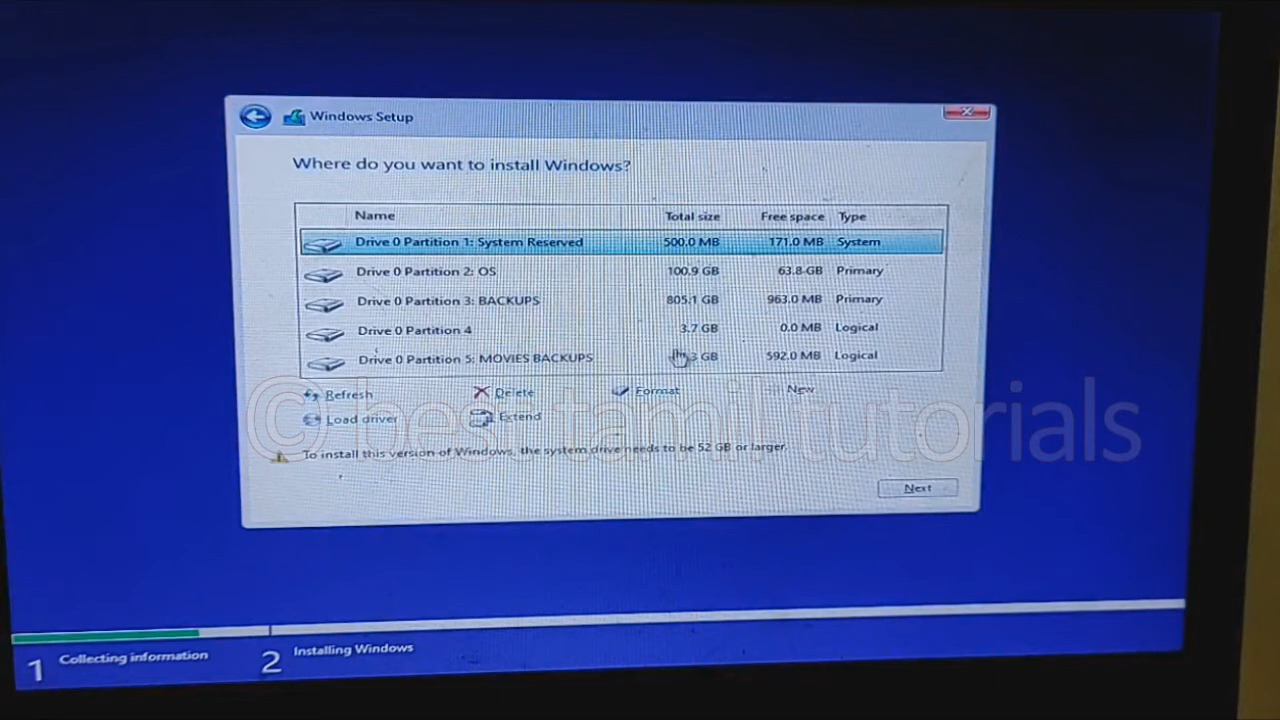 Windows Setup
Where do you want to install Windows?
Name Total size Free space Type
Drive 0 Partition 1: System Reserved 500.0 MB 171.0 MB System
Drive 0 Partition 2: OS 100.9 GB 63.8 GB Primary
Drive 0 Partition 3: BACKUPS 805.1 GB 963.0 MB Primary
Drive 0 Partition 4 3.7 GB 0.0 MB Logical
Drive 0 Partition 5: MOVIES BACKUPS GB 592.0 MB Logical
Refresh Delete Format New
Load driver Extend
© best tamil tutorials
To install this version of Windows, the system drive needs to be 52 GB or larger.
Next
1 Collecting information 2 Installing Windows